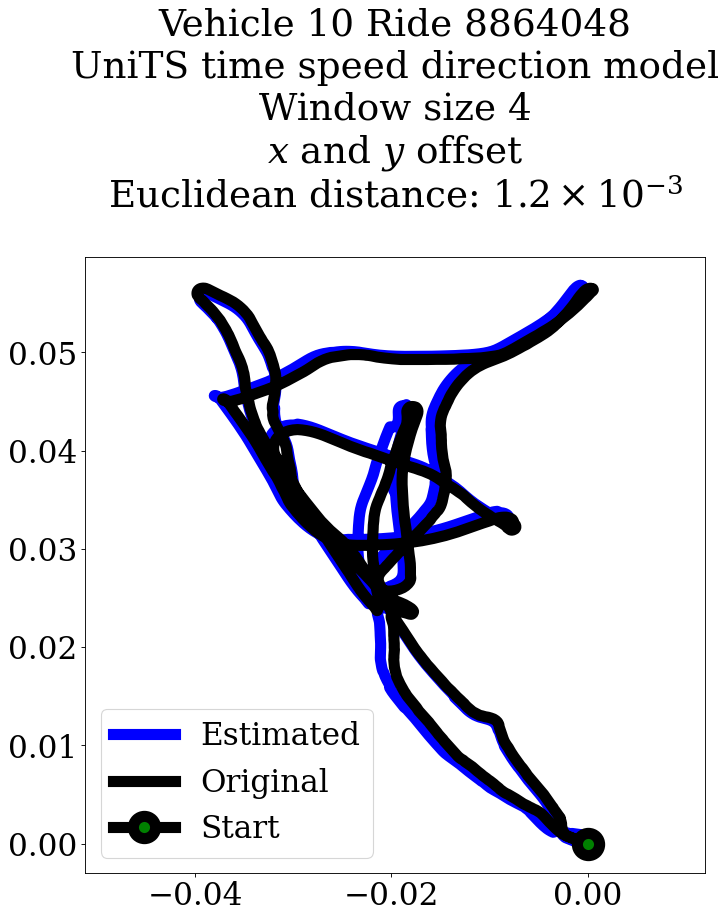 Vehicle 10 Ride 8864048
UniTS time speed direction model
Window size 4
x and y offset
Euclidean distance: 1.2 × 10⁻³
0.05
0.04
0.03
0.02
0.01
0.00
Estimated
Original
Start
−0.04
−0.02
0.00